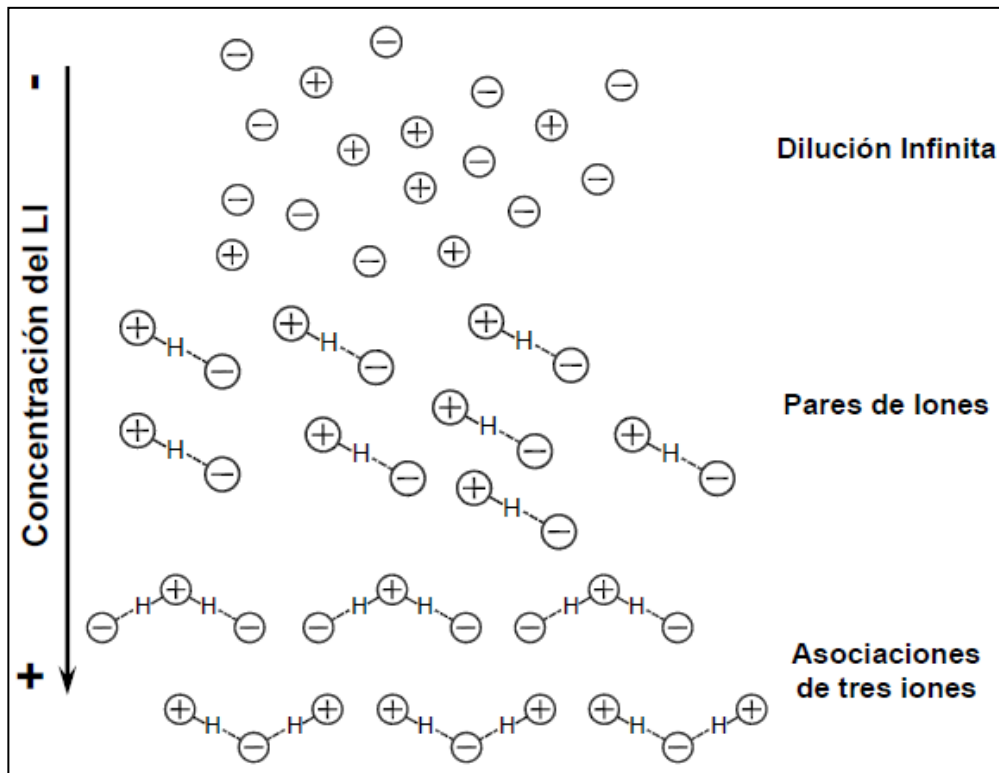 -
Concentración del LI
+
Dilución Infinita
Pares de Iones
Asociaciones
de tres iones
+ − − + − − − + + − − + − − − + − + −
+ H − + H − + H −
+ H − + H − + H − + H −
+ H −
− H + H − − H + H − − H + H −
+ H − H + + H − H + + H − H +